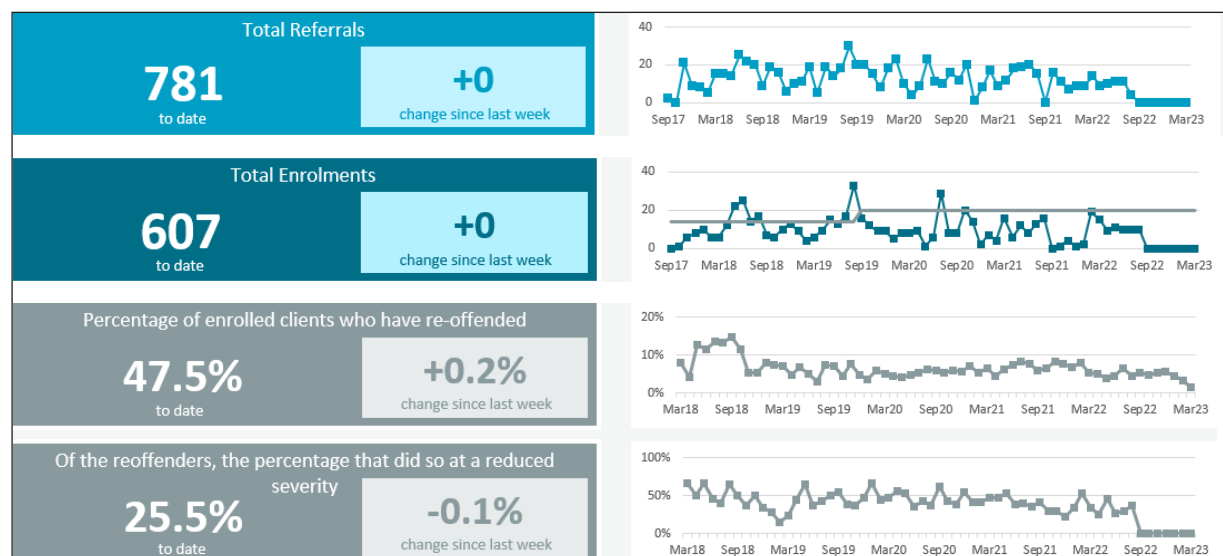 Total Referrals
781
to date
+0
change since last week
40
20
0
Sep17 Mar18 Sep18 Mar19 Sep19 Mar20 Sep20 Mar21 Sep21 Mar22 Sep22 Mar23
Total Enrolments
607
to date
+0
change since last week
40
20
0
Sep17 Mar18 Sep18 Mar19 Sep19 Mar20 Sep20 Mar21 Sep21 Mar22 Sep22 Mar23
Percentage of enrolled clients who have re-offended
47.5%
to date
+0.2%
change since last week
20%
10%
0%
Mar18 Sep18 Mar19 Sep19 Mar20 Sep20 Mar21 Sep21 Mar22 Sep22 Mar23
Of the reoffenders, the percentage that did so at a reduced
severity
25.5%
to date
-0.1%
change since last week
100%
50%
0%
Mar18 Sep18 Mar19 Sep19 Mar20 Sep20 Mar21 Sep21 Mar22 Sep22 Mar23